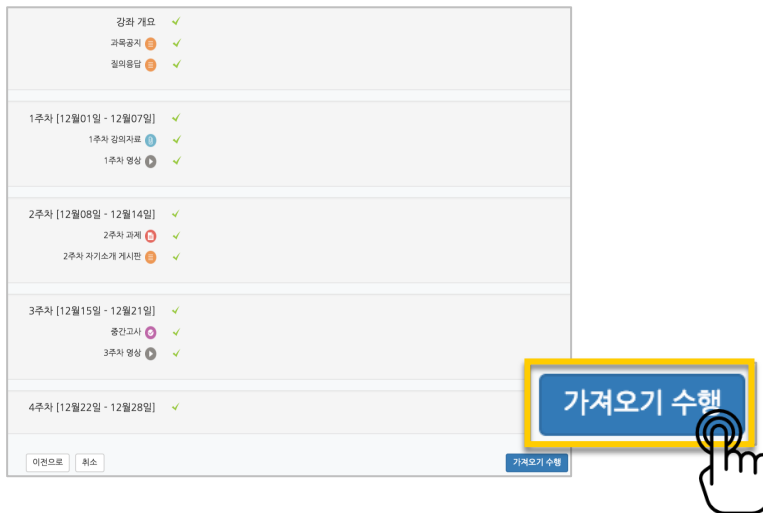 강좌 개요
과목공지
질의응답
1주차 [12월01일 - 12월07일]
1주차 강의자료
1주차 영상
2주차 [12월08일 - 12월14일]
2주차 과제
2주차 자기소개 게시판
3주차 [12월15일 - 12월21일]
중간고사
3주차 영상
4주차 [12월22일 - 12월28일]
가져오기 수행
이전으로 취소 가져오기 수행